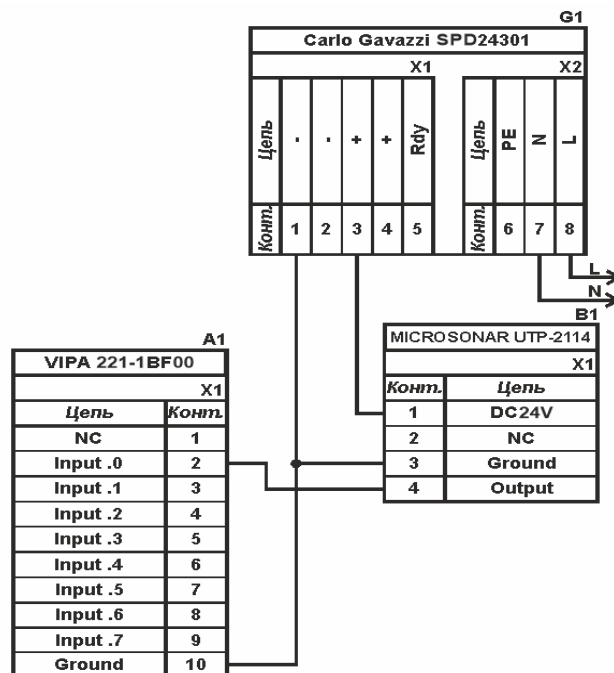 G1
Carlo Gavazzi SPD24301
X1 X2
Цепь - - + + Rdy Цепь PE N L
Конт. 1 2 3 4 5 Конт. 6 7 8
L
N
B1
MICROSONAR UTP-2114
X1
Конт. Цепь
1 DC24V
2 NC
3 Ground
4 Output
A1
VIPA 221-1BF00
X1
Цепь Конт.
NC 1
Input .0 2
Input .1 3
Input .2 4
Input .3 5
Input .4 6
Input .5 7
Input .6 8
Input .7 9
Ground 10